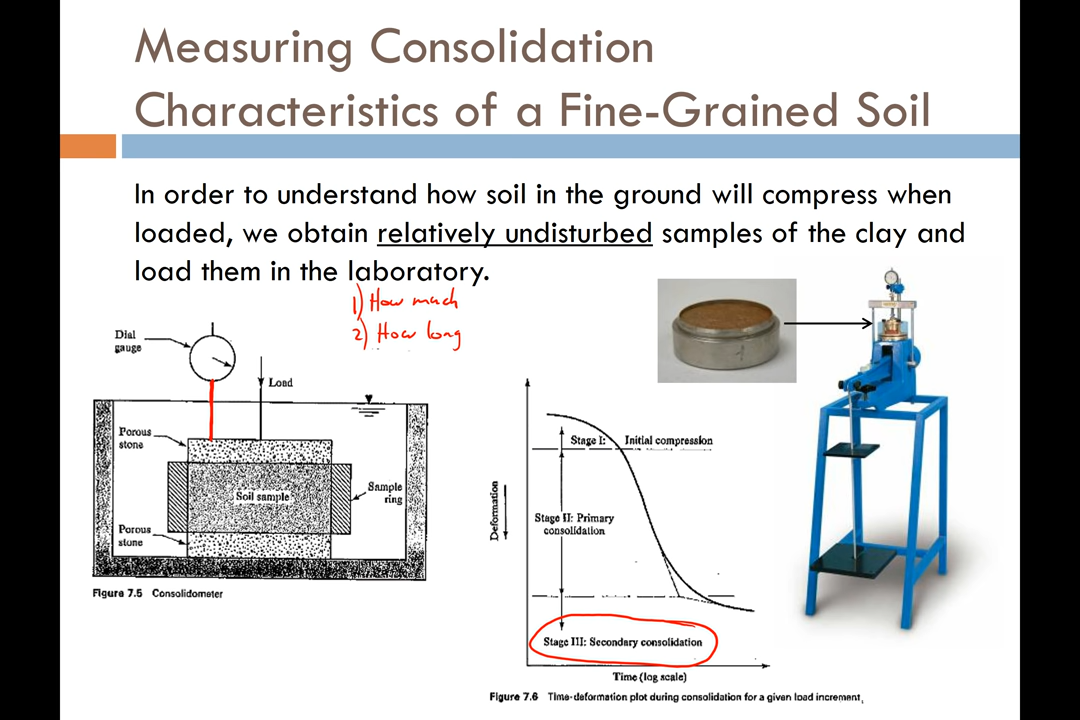 Measuring Consolidation
Characteristics of a Fine-Grained Soil
In order to understand how soil in the ground will compress when
loaded, we obtain relatively undisturbed samples of the clay and
load them in the laboratory.
1) How much
2) How long
Dial
gauge
Load
Porous
stone
Soil sample
Sample
ring
Porous
stone
Figure 7.5 Consolidometer
Deformation
Stage I: Initial compression
Stage II: Primary
consolidation
Stage III: Secondary consolidation
Time (log scale)
Figure 7.6 Time-deformation plot during consolidation for a given load increment.